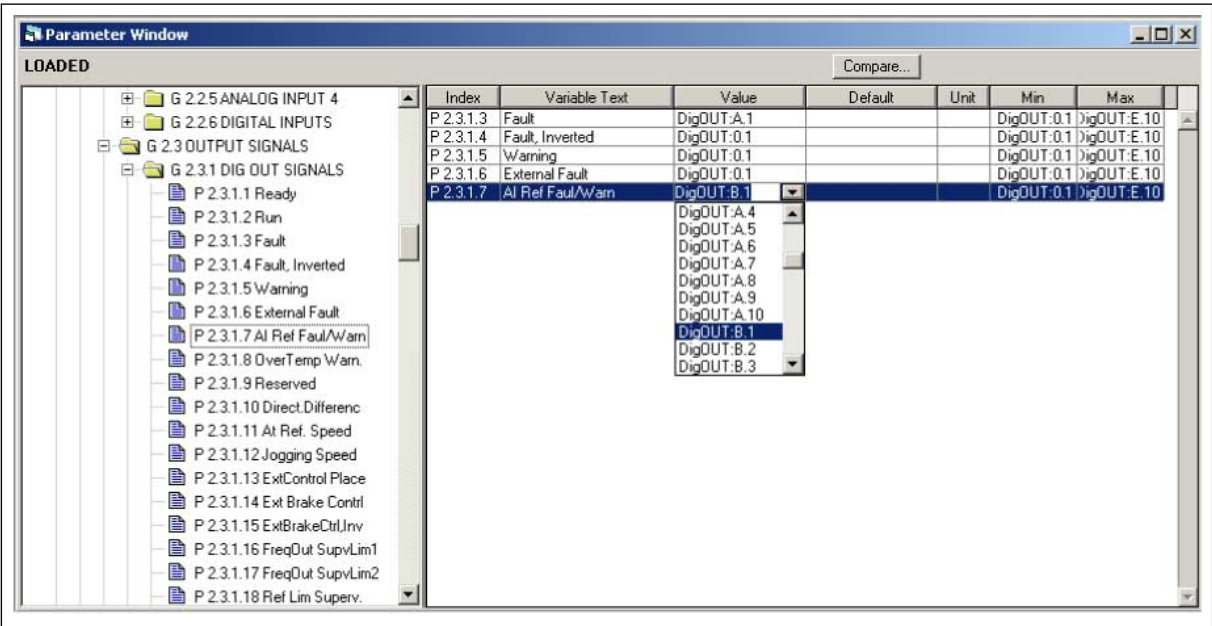 Parameter Window
LOADED
Compare...
G 2.2.5 ANALOG INPUT 4
G 2.2.6 DIGITAL INPUTS
G 2.3 OUTPUT SIGNALS
G 2.3.1 DIG OUT SIGNALS
P 2.3.1.1 Ready
P 2.3.1.2 Run
P 2.3.1.3 Fault
P 2.3.1.4 Fault, Inverted
P 2.3.1.5 Warning
P 2.3.1.6 External Fault
P 2.3.1.7 AI Ref Faul/Warn
P 2.3.1.8 OverTemp Warn.
P 2.3.1.9 Reserved
P 2.3.1.10 Direct.Differenc
P 2.3.1.11 At Ref. Speed
P 2.3.1.12 Jogging Speed
P 2.3.1.13 ExtControl Place
P 2.3.1.14 Ext Brake Contrl
P 2.3.1.15 ExtBrakeCtrl,Inv
P 2.3.1.16 FreqOut SupvLim1
P 2.3.1.17 FreqOut SupvLim2
P 2.3.1.18 Ref Lim Superv.
Index Variable Text Value Default Unit Min Max
P 2.3.1.3 Fault DigOUT:A.1 DigOUT:0.1 DigOUT:E.10
P 2.3.1.4 Fault, Inverted DigOUT:0.1 DigOUT:0.1 DigOUT:E.10
P 2.3.1.5 Warning DigOUT:0.1 DigOUT:0.1 DigOUT:E.10
P 2.3.1.6 External Fault DigOUT:0.1 DigOUT:0.1 DigOUT:E.10
P 2.3.1.7 AI Ref Faul/Warn DigOUT:B.1 DigOUT:0.1 DigOUT:E.10
DigOUT:A.4
DigOUT:A.5
DigOUT:A.6
DigOUT:A.7
DigOUT:A.8
DigOUT:A.9
DigOUT:A.10
DigOUT:B.1
DigOUT:B.2
DigOUT:B.3